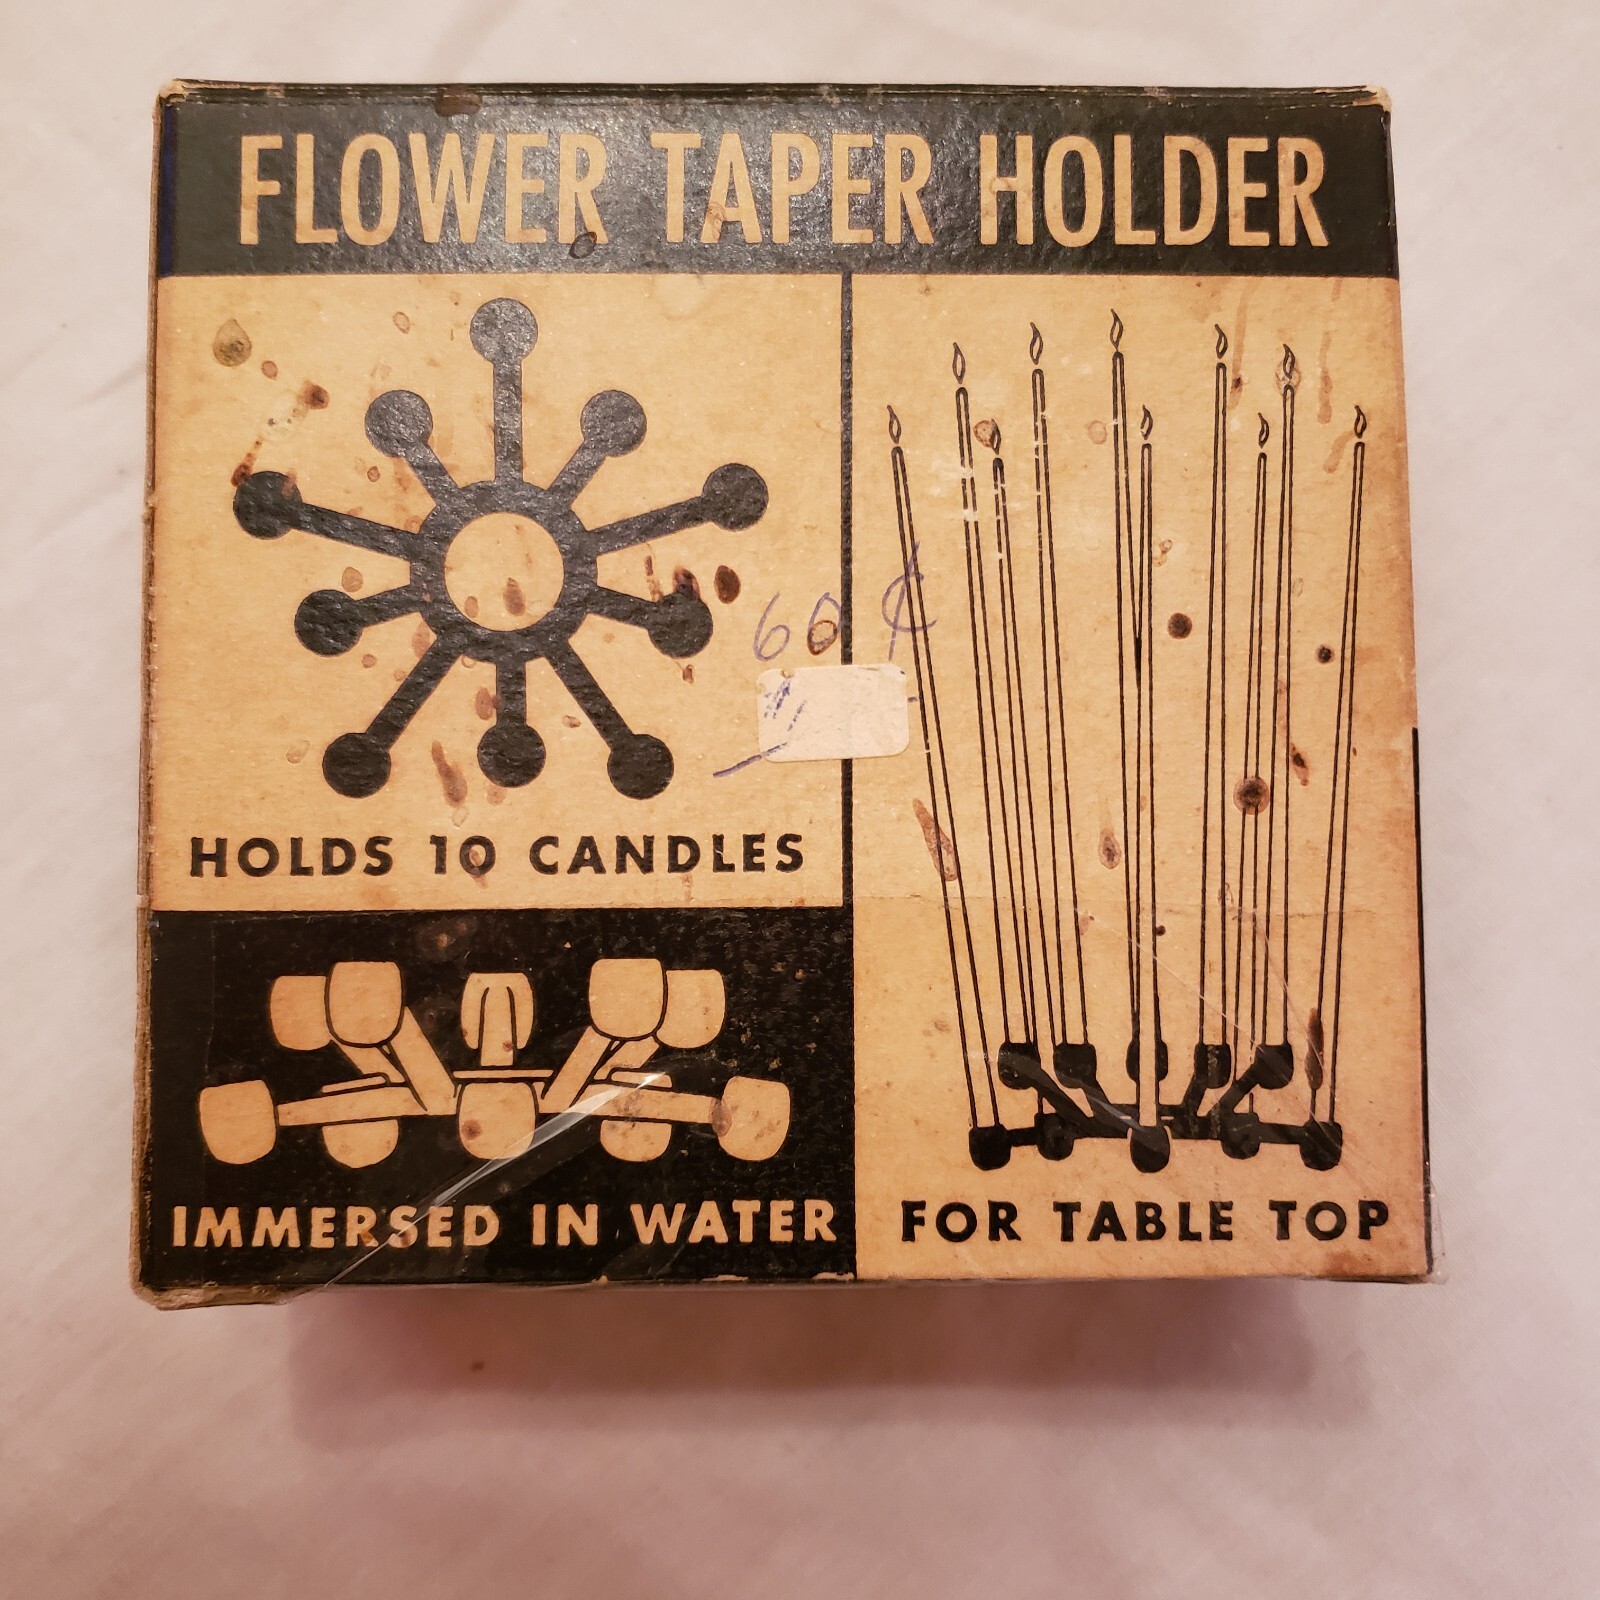 FLOWER TAPER HOLDER
HOLDS 10 CANDLES
60 ¢
IMMERSED IN WATER
FOR TABLE TOP